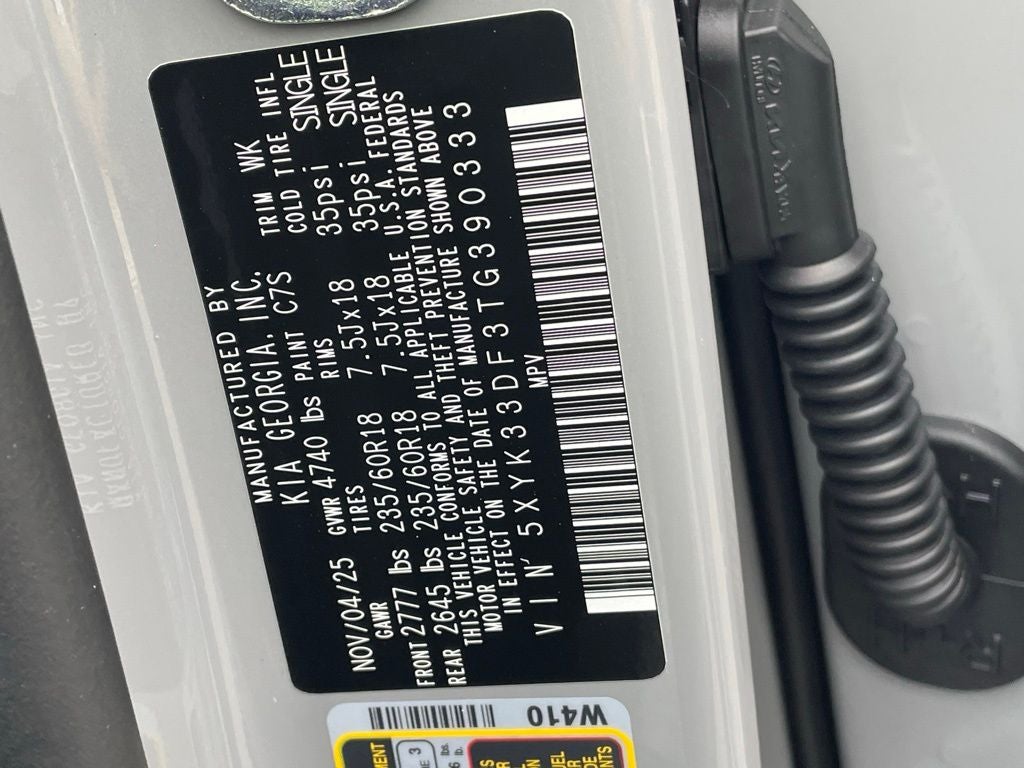 MANUFACTURED BY
KIA GEORGIA, INC.
NOV/04/25 GVWR 4740 lbs PAINT C7S TRIM WK
GAWR TIRES RIMS COLD TIRE INFL
FRONT 2777 lbs 235/60R18 7.5Jx18 35psi SINGLE
REAR 2645 lbs 235/60R18 7.5Jx18 35psi SINGLE
THIS VEHICLE CONFORMS TO ALL APPLICABLE U.S.A. FEDERAL
MOTOR VEHICLE SAFETY AND THEFT PREVENTION STANDARDS
IN EFFECT ON THE DATE OF MANUFACTURE SHOWN ABOVE
VIN' 5XYK33DF3TG390333
MPV
W410